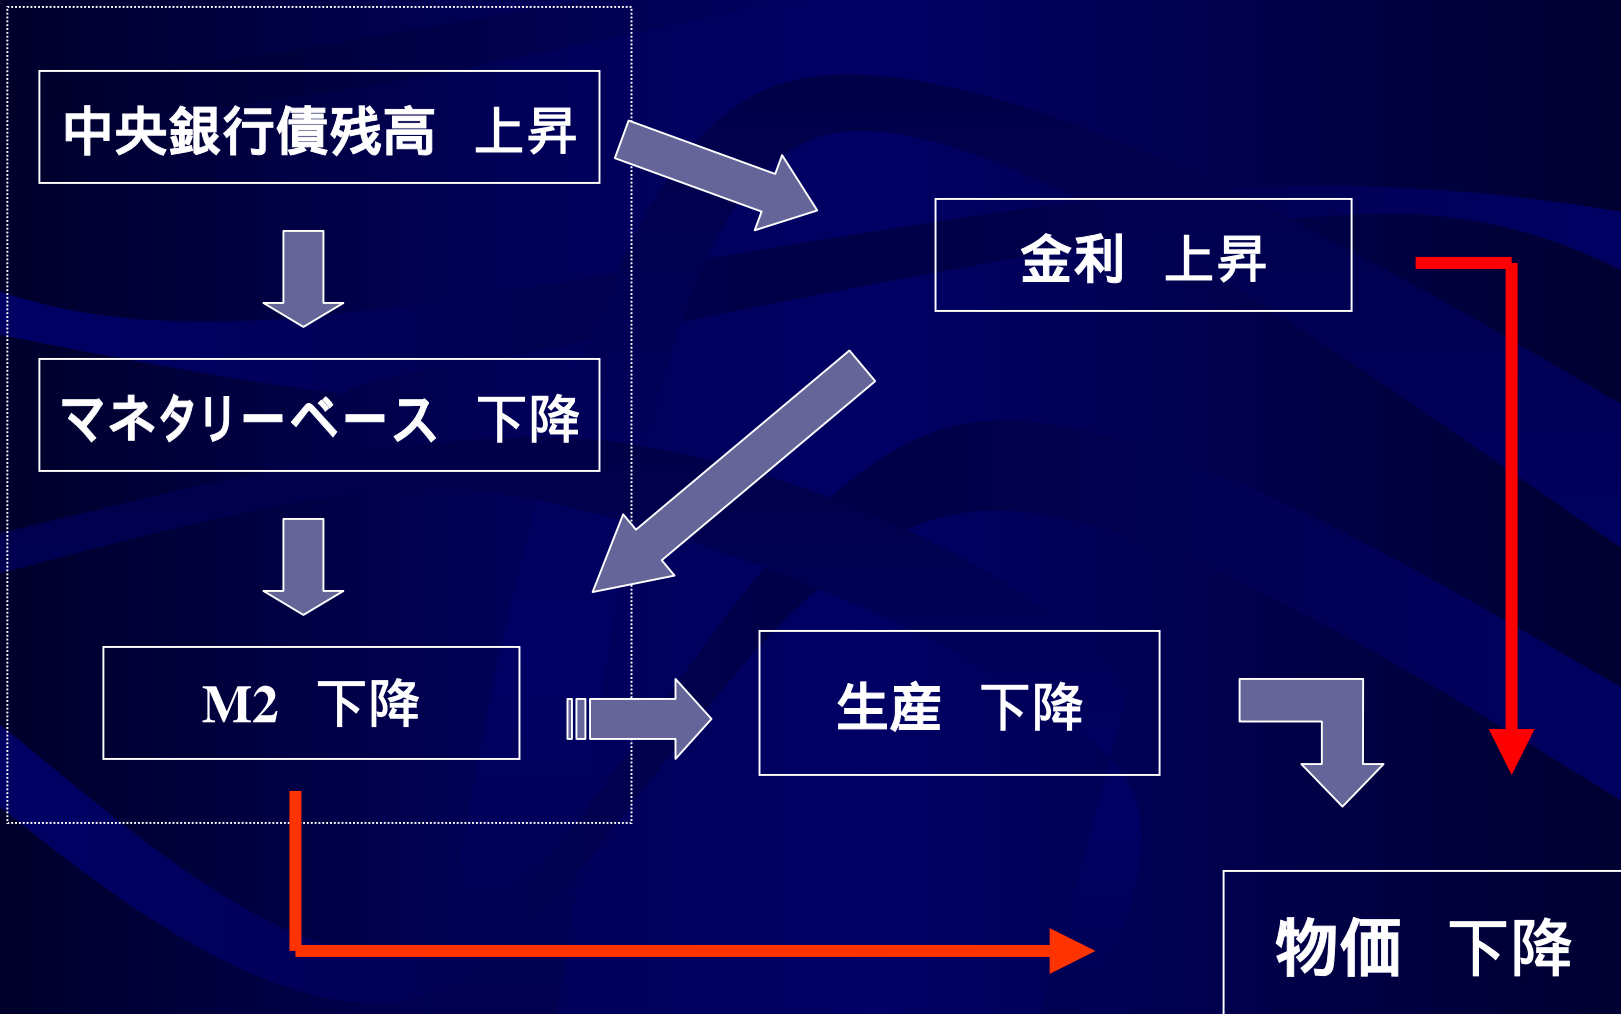 中央銀行債残高　上昇
金利　上昇
マネタリーベース　下降
M2　下降
生産　下降
物価　下降